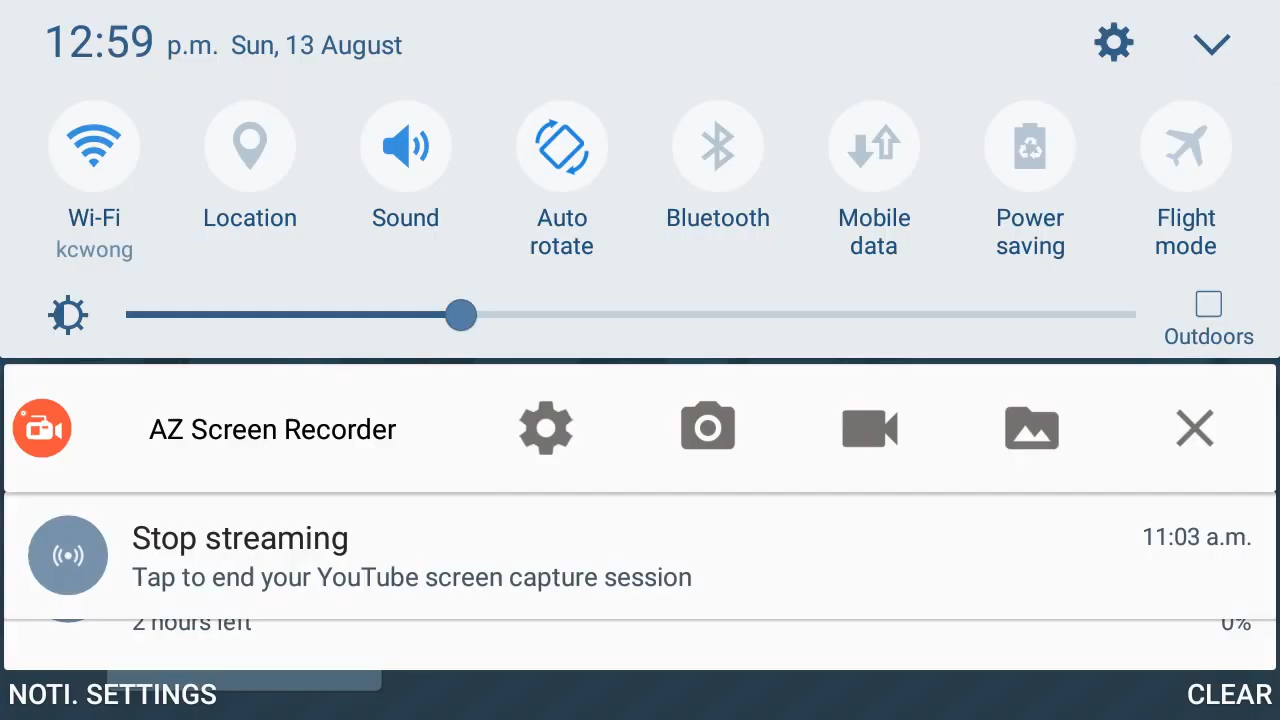 12:59 p.m. Sun, 13 August
Wi-Fi
kcwong
Location
Sound
Auto
rotate
Bluetooth
Mobile
data
Power
saving
Flight
mode
Outdoors
AZ Screen Recorder
Stop streaming
11:03 a.m.
Tap to end your YouTube screen capture session
2 hours left
0%
NOTI. SETTINGS
CLEAR